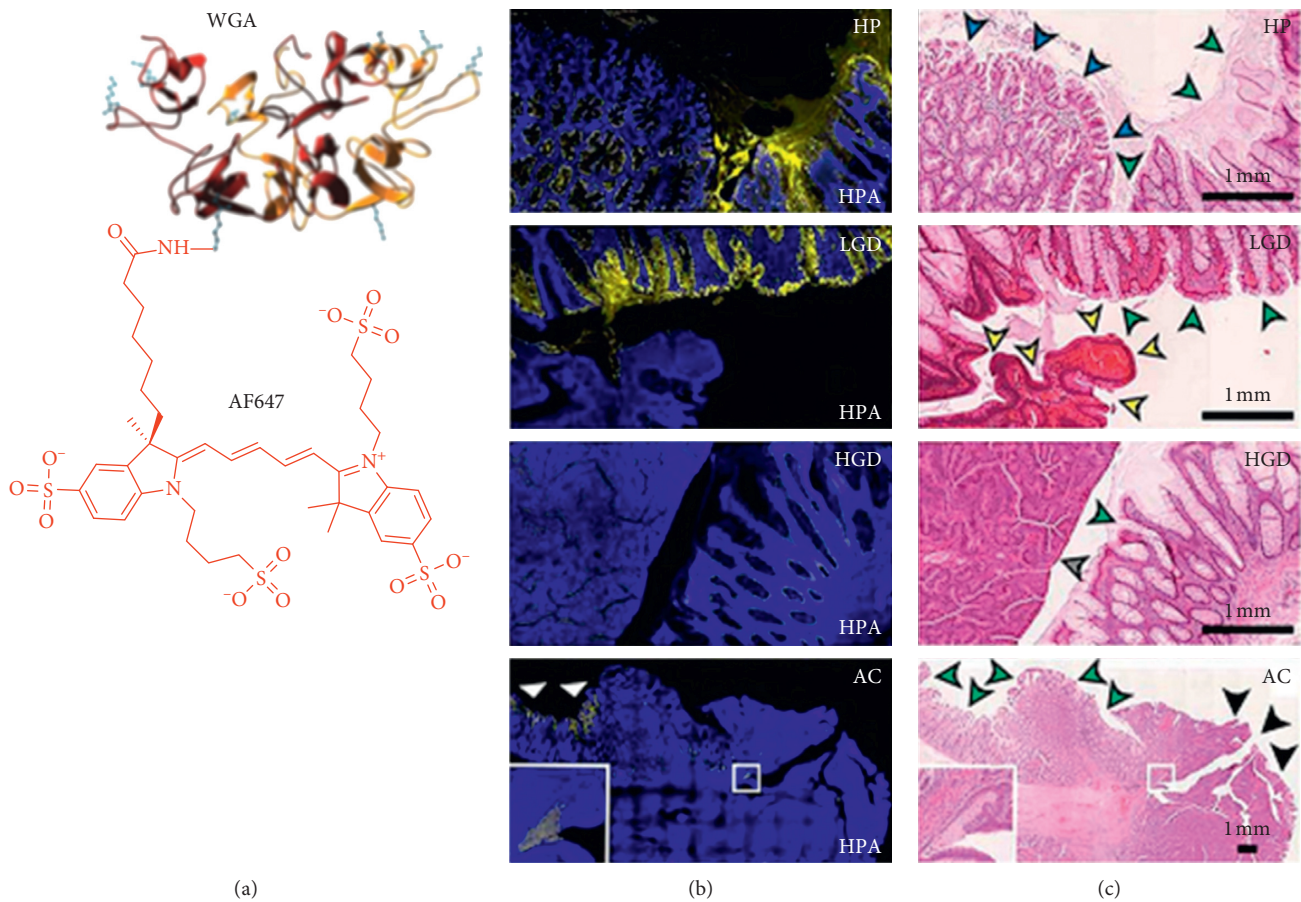 WGA
O
NH
O
⁻O
S
O
AF647
O⁻
O
S
O
N
N⁺
O
S
⁻O
O
O
S
O⁻
O
HP
HPA
LGD
HPA
HGD
HPA
AC
HPA
HP
1 mm
LGD
1 mm
HGD
1 mm
AC
1 mm
(a)
(b)
(c)